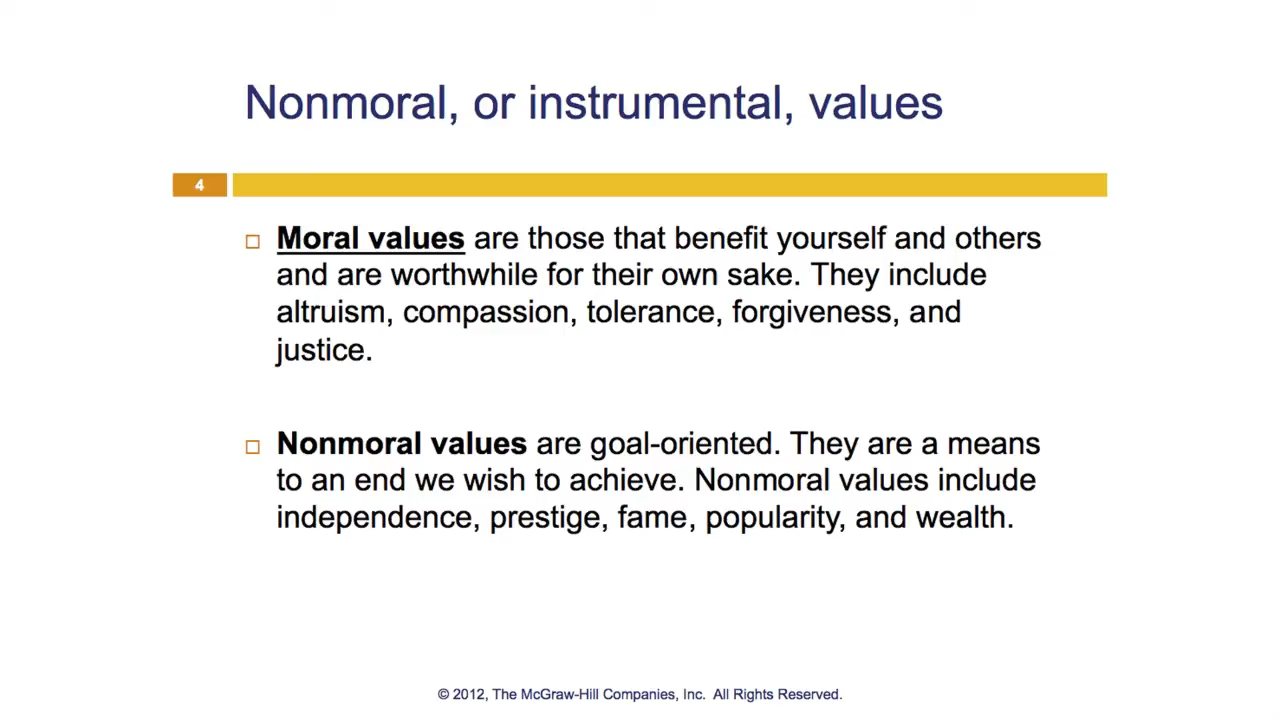 Nonmoral, or instrumental, values
4
Moral values are those that benefit yourself and others
and are worthwhile for their own sake. They include
altruism, compassion, tolerance, forgiveness, and
justice.
Nonmoral values are goal-oriented. They are a means
to an end we wish to achieve. Nonmoral values include
independence, prestige, fame, popularity, and wealth.
© 2012, The McGraw-Hill Companies, Inc. All Rights Reserved.